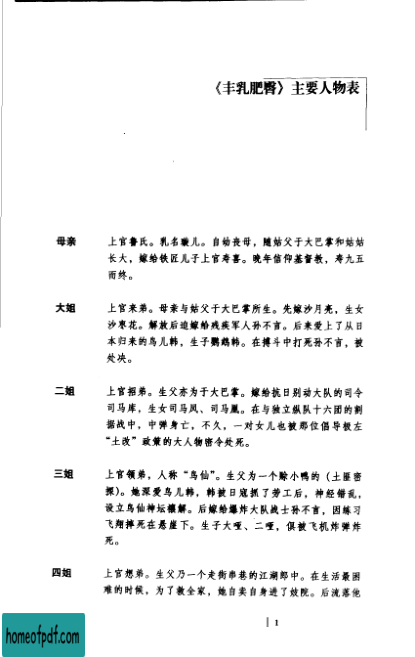 《丰乳肥臀》主要人物表
母亲 上官鲁氏。乳名璇儿。自幼丧母，随姑父于大巴掌和姑姑
长大，嫁给铁匠儿子上官寿喜。晚年信仰基督教，寿九五
而终。
大姐 上官来弟。母亲与姑父于大巴掌所生。先嫁沙月亮，生女
沙枣花。解放后迫嫁给残疾军人孙不言。后来爱上了从日
本归来的鸟儿韩，生子鹦鹉韩。在搏斗中打死孙不言，被
处决。
二姐 上官招弟。生父亦为于大巴掌。嫁给抗日别动大队的司令
司马库，生女司马凤、司马凰。在与独立纵队十六团的割
据战中，中弹身亡，不久，一对女儿也被那位倡导极左
“土改”政策的大人物密令处死。
三姐 上官领弟，人称“鸟仙”。生父为一个赊小鸭的（土匪密
探）。她深爱鸟儿韩，韩被日寇抓了劳工后，神经错乱，
设立鸟仙神坛禳解。后嫁给爆炸大队战士孙不言，因练习
飞翔摔死在悬崖下。生子大哑、二哑，俱被飞机炸弹炸
死。
四姐 上官想弟。生父乃一个走街串巷的江湖郎中。在生活最困
难的时候，为了救全家，她自卖自身进了妓院。后流落他
1
homeofpdf.com